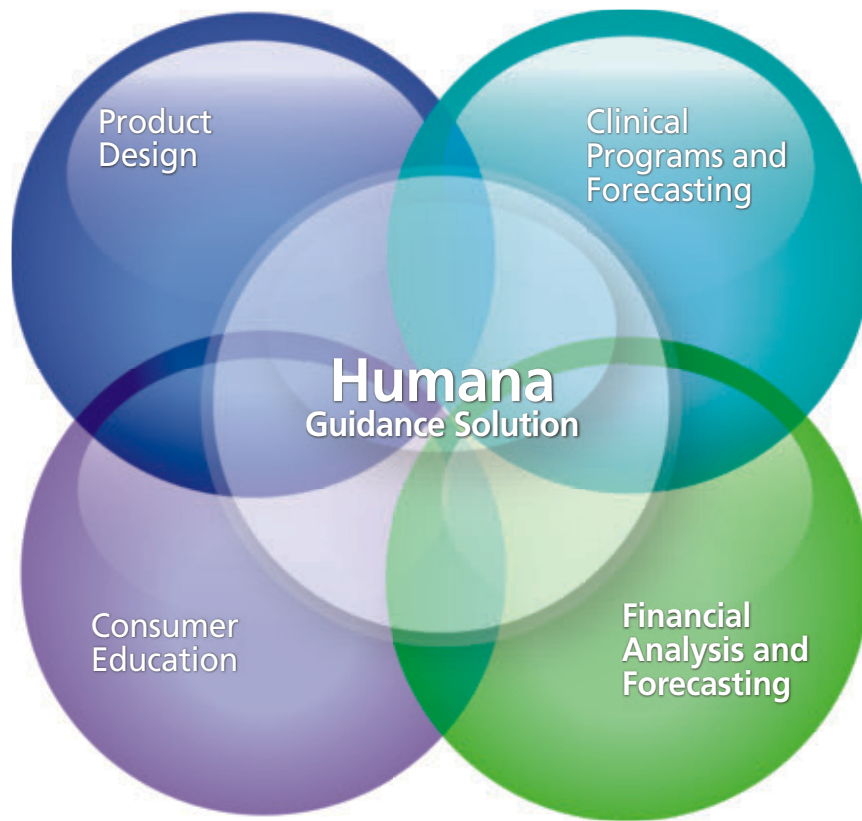 Product
Design
Clinical
Programs and
Forecasting
Humana
Guidance Solution
Consumer
Education
Financial
Analysis and
Forecasting